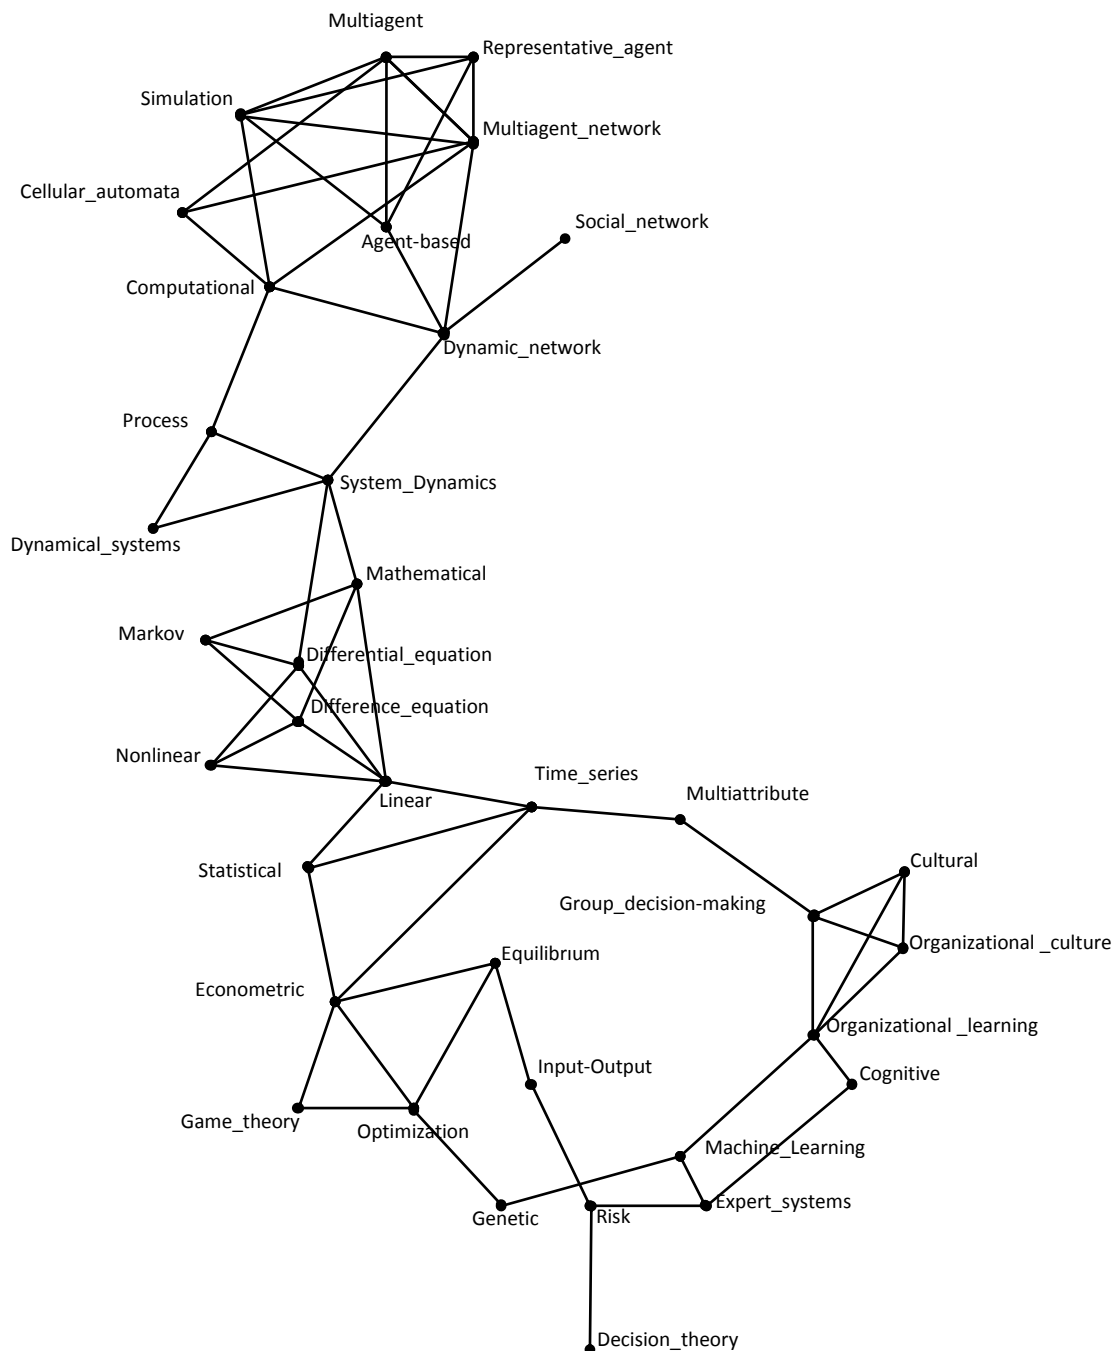 Multiagent
Representative_agent
Simulation
Multiagent_network
Cellular_automata
Social_network
Agent-based
Computational
Dynamic_network
Process
System_Dynamics
Dynamical_systems
Mathematical
Markov
Differential_equation
Difference_equation
Nonlinear
Time_series
Multiattribute
Linear
Cultural
Statistical
Group_decision-making
Organizational _culture
Equilibrium
Econometric
Organizational _learning
Input-Output
Cognitive
Game_theory
Optimization
Machine_Learning
Expert_systems
Genetic
Risk
Decision_theory